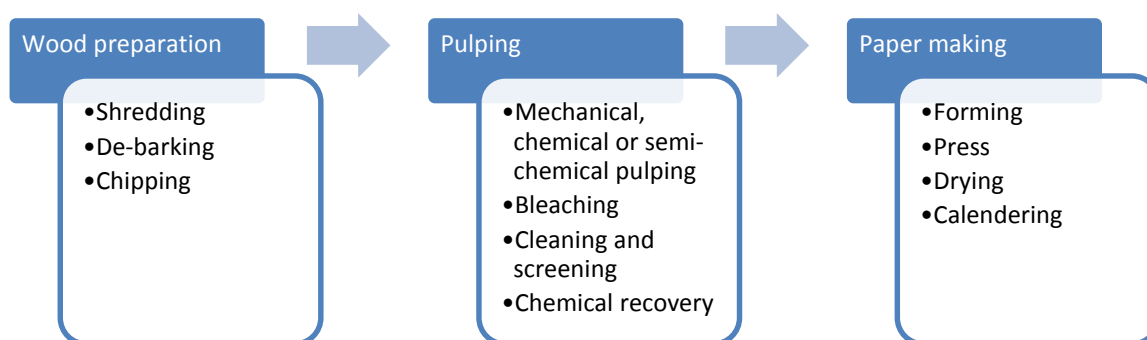 Wood preparation
•Shredding
•De-barking
•Chipping
Pulping
•Mechanical,
chemical or semi-
chemical pulping
•Bleaching
•Cleaning and
screening
•Chemical recovery
Paper making
•Forming
•Press
•Drying
•Calendering